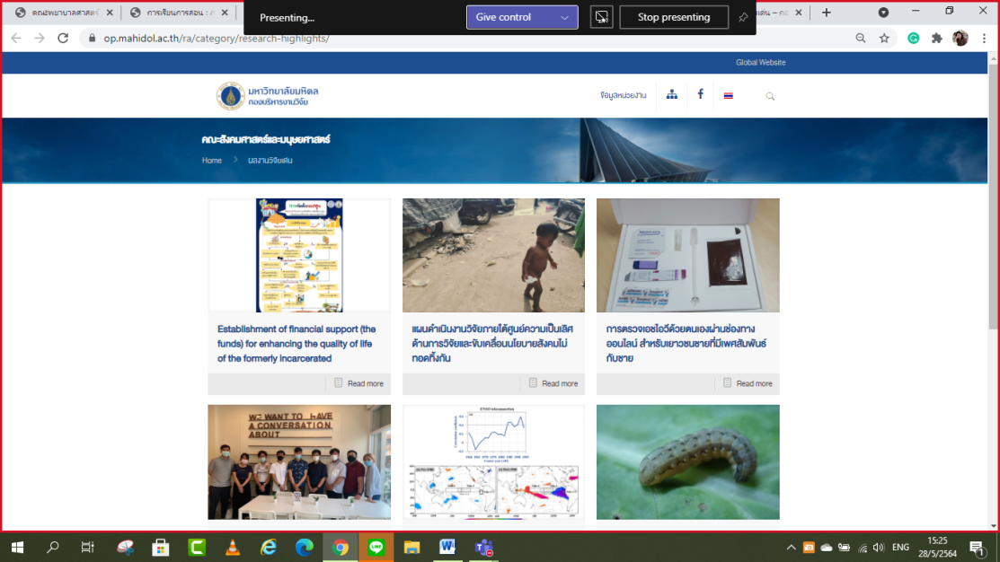 คณะพยาบาลศาสตร์
การเรียนการสอน : ก
Presenting...
Give control
Stop presenting
op.mahidol.ac.th/ra/category/research-highlights/
Global Website
มหาวิทยาลัยมหิดล
กองบริหารงานวิจัย
ข้อมูลหน่วยงาน
คณะสังคมศาสตร์และมนุษยศาสตร์
Home
ผลงานวิจัยเด่น
Establishment of financial support (the
funds) for enhancing the quality of life
of the formerly incarcerated
Read more
แผนดำเนินงานวิจัยภายใต้ศูนย์ความเป็นเลิศ
ด้านการวิจัยและขับเคลื่อนนโยบายสังคมไม่
ทอดทิ้งกัน
Read more
การตรวจเอชไอวีด้วยตนเองผ่านช่องทาง
ออนไลน์ สำหรับเยาวชนชายที่มีเพศสัมพันธ์
กับชาย
Read more
WE WANT TO HAVE
A CONVERSATION
ABOUT
ENG
15:25
28/5/2564